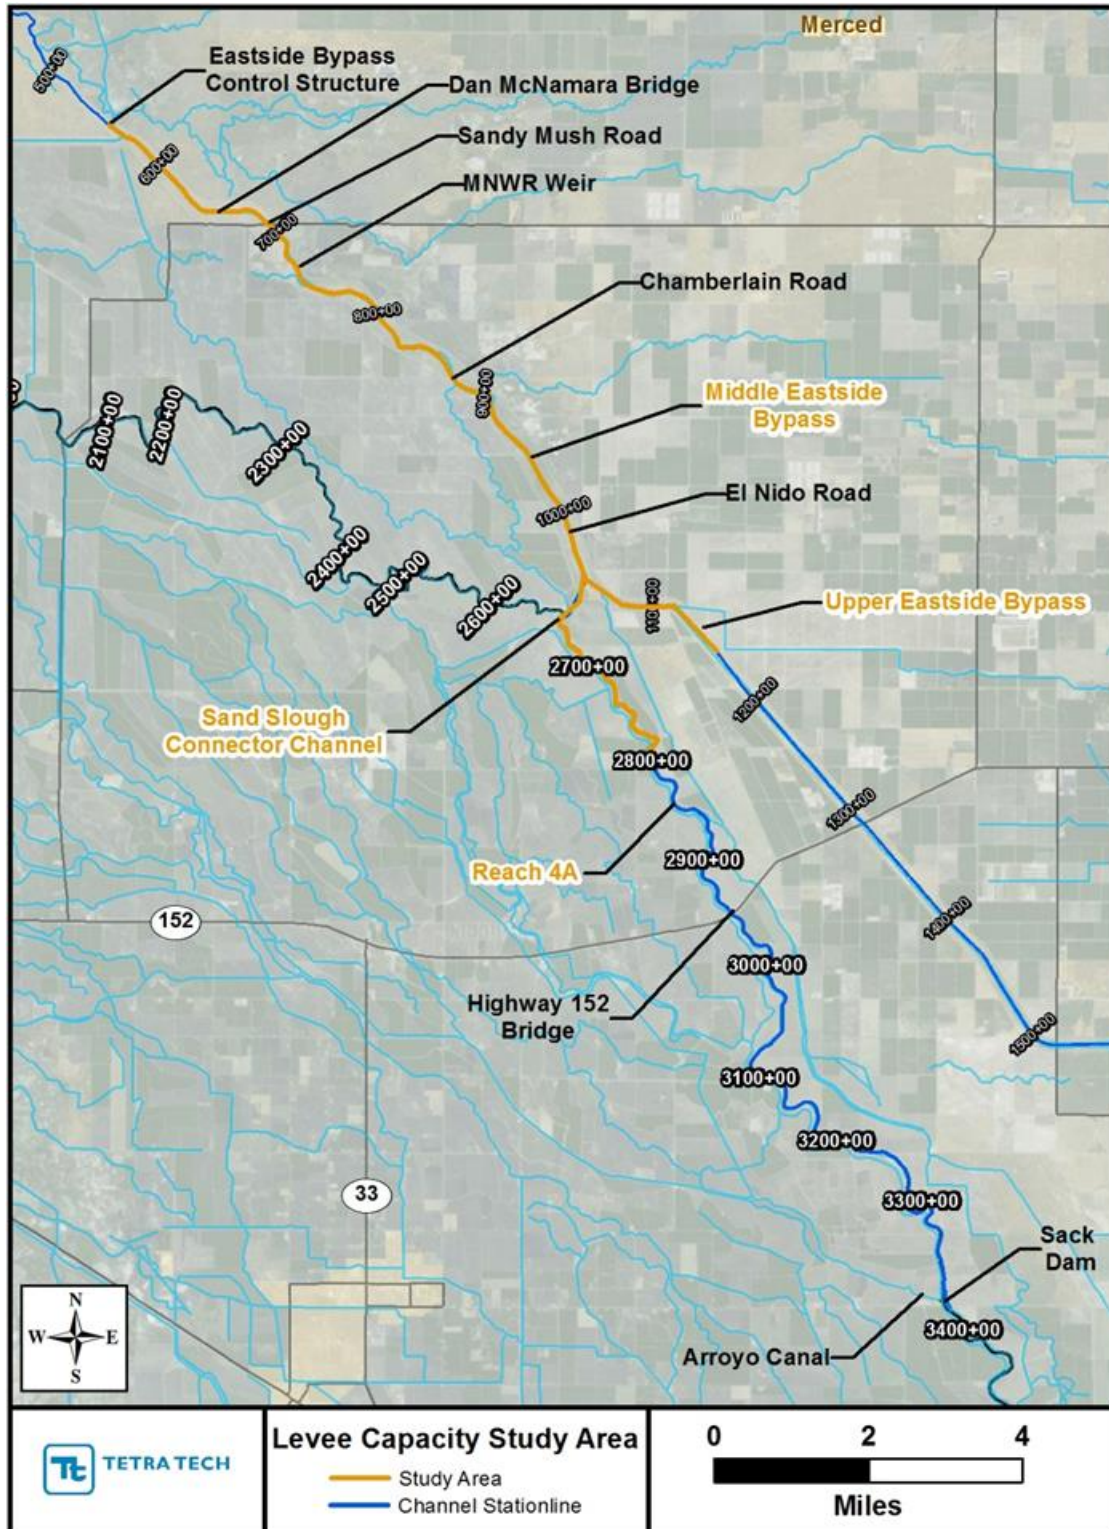 Merced
Eastside Bypass
Control Structure
Dan McNamara Bridge
500+00
Sandy Mush Road
600+00
MNWR Weir
700+00
Chamberlain Road
800+00
900+00
Middle Eastside
Bypass
2100+00
2200+00
2300+00
El Nido Road
1000+00
2400+00
2500+00
2600+00
Upper Eastside Bypass
2700+00
1200+00
Sand Slough
Connector Channel
2800+00
1300+00
2900+00
Reach 4A
152
1400+00
3000+00
Highway 152
Bridge
1500+00
3100+00
3200+00
33
3300+00
Sack
Dam
N
W E
S
3400+00
Arroyo Canal
Tt TETRA TECH
Levee Capacity Study Area
Study Area
Channel Stationline
0 2 4
Miles